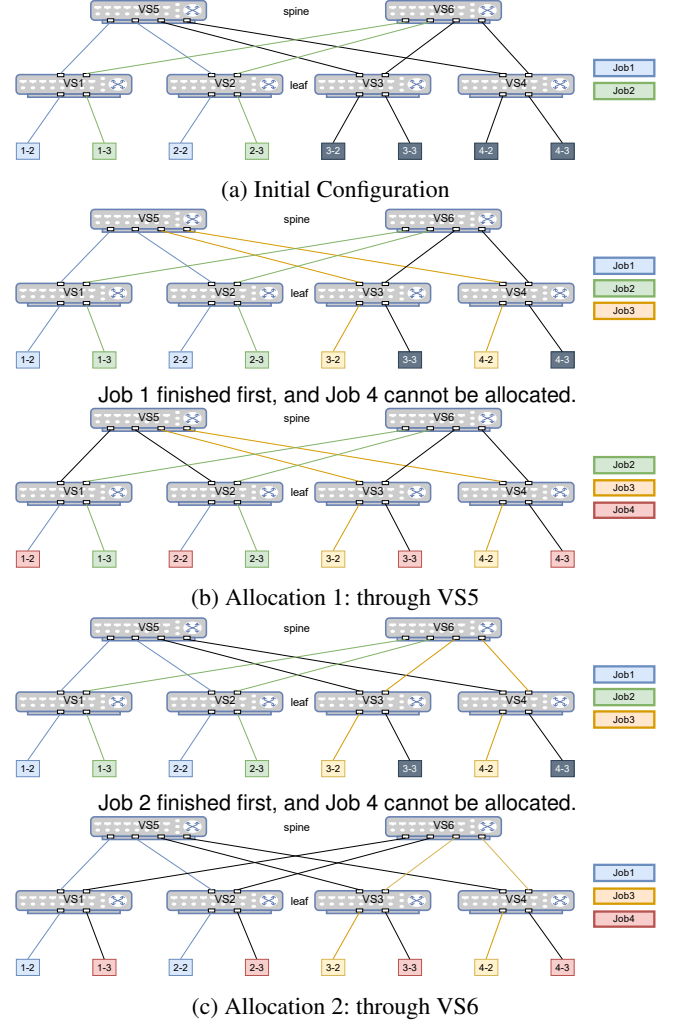 VS5 spine VS6
VS1 VS2 leaf VS3 VS4
Job1
Job2
1-2 1-3 2-2 2-3 3-2 3-3 4-2 4-3
(a) Initial Configuration
VS5 spine VS6
VS1 VS2 leaf VS3 VS4
Job1
Job2
Job3
1-2 1-3 2-2 2-3 3-2 3-3 4-2 4-3
Job 1 finished first, and Job 4 cannot be allocated.
VS5 spine VS6
VS1 VS2 leaf VS3 VS4
Job2
Job3
Job4
1-2 1-3 2-2 2-3 3-2 3-3 4-2 4-3
(b) Allocation 1: through VS5
VS5 spine VS6
VS1 VS2 leaf VS3 VS4
Job1
Job2
Job3
1-2 1-3 2-2 2-3 3-2 3-3 4-2 4-3
Job 2 finished first, and Job 4 cannot be allocated.
VS5 spine VS6
VS1 VS2 leaf VS3 VS4
Job1
Job3
Job4
1-2 1-3 2-2 2-3 3-2 3-3 4-2 4-3
(c) Allocation 2: through VS6